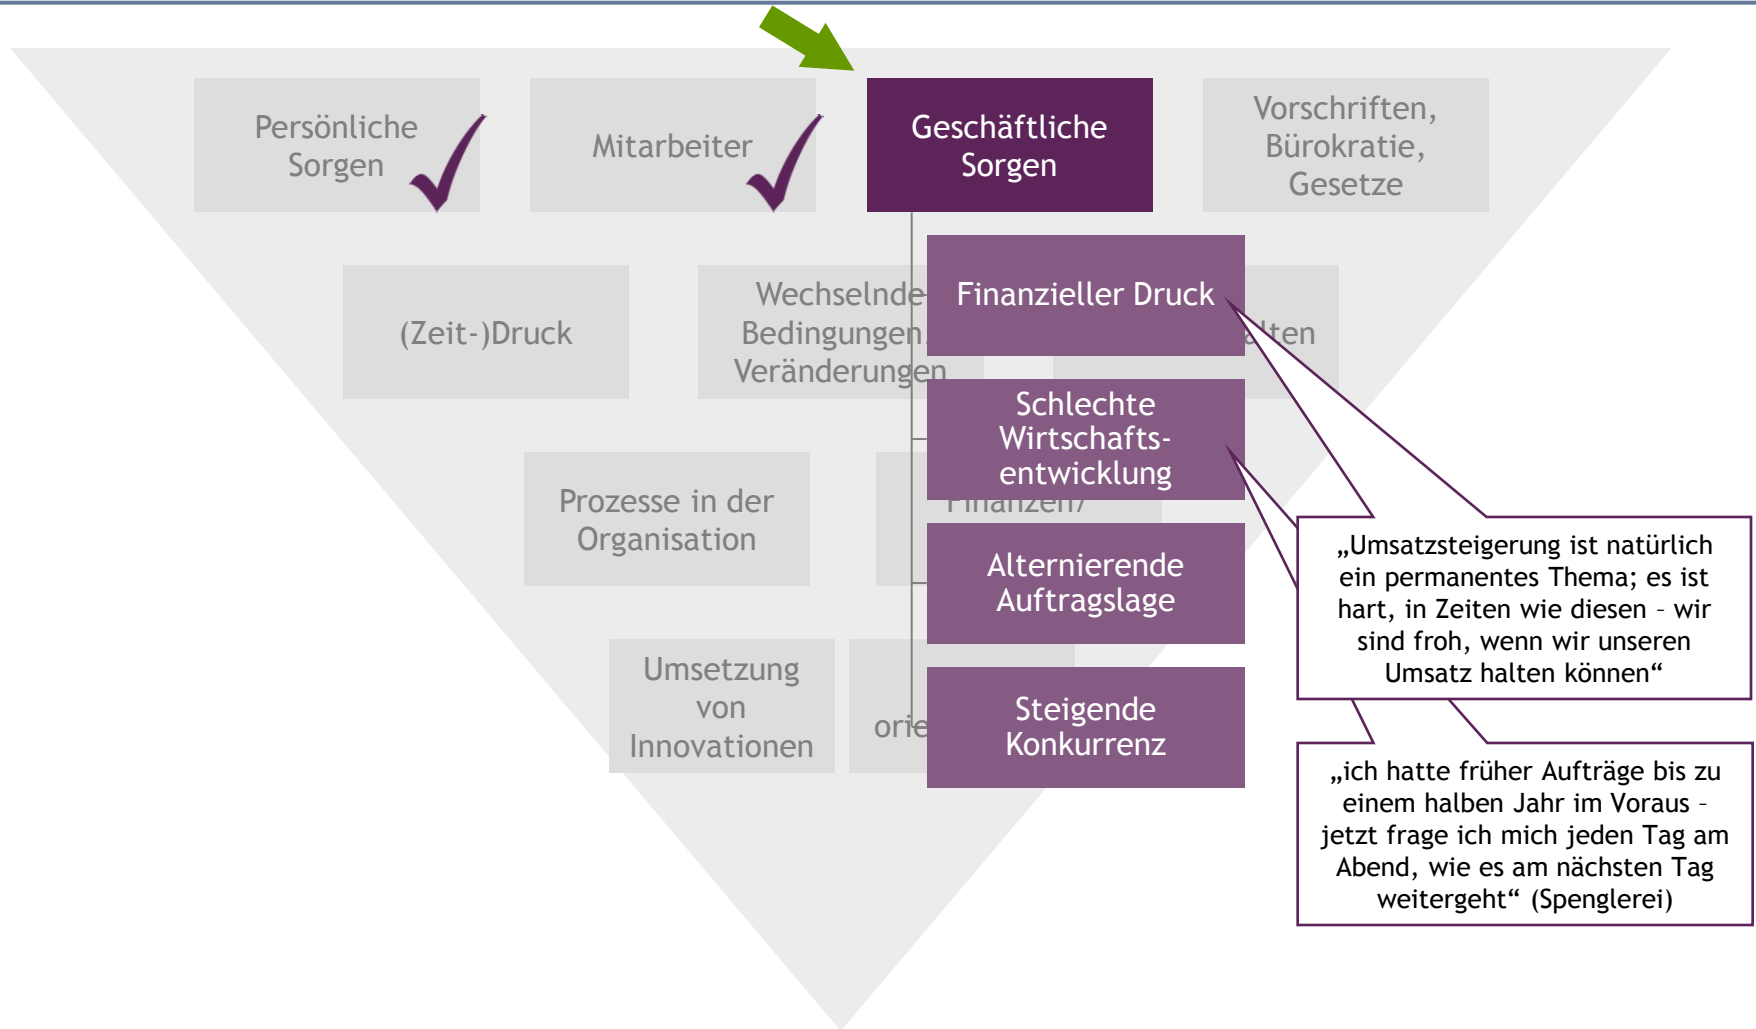 Persönliche
Sorgen
Mitarbeiter
Geschäftliche
Sorgen
Vorschriften,
Bürokratie,
Gesetze
(Zeit-)Druck
Wechselnde
Bedingungen,
Veränderungen
Finanzieller Druck
Schlechte
Wirtschafts-
entwicklung
Prozesse in der
Organisation
Finanzen/
Alternierende
Auftragslage
Umsetzung
von
Innovationen
Steigende
Konkurrenz
„Umsatzsteigerung ist natürlich
ein permanentes Thema; es ist
hart, in Zeiten wie diesen – wir
sind froh, wenn wir unseren
Umsatz halten können“
„ich hatte früher Aufträge bis zu
einem halben Jahr im Voraus –
jetzt frage ich mich jeden Tag am
Abend, wie es am nächsten Tag
weitergeht“ (Spenglerei)